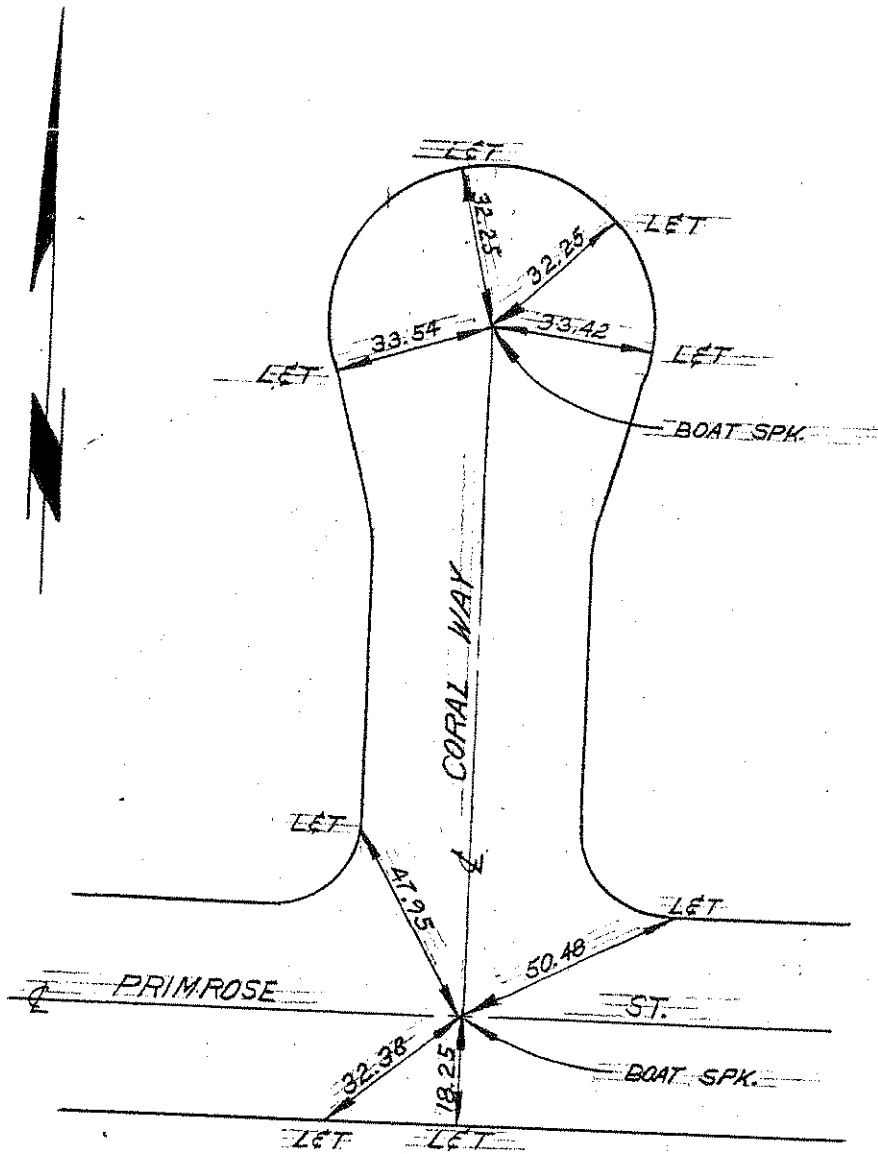 L&T
32.25
L&T
32.25
33.54
33.42
L&T
L&T
BOAT SPK.
CORAL WAY
L&T
47.95
℄
L&T
50.48
℄ PRIMROSE ST.
32.38
18.25
BOAT SPK.
L&T
L&T